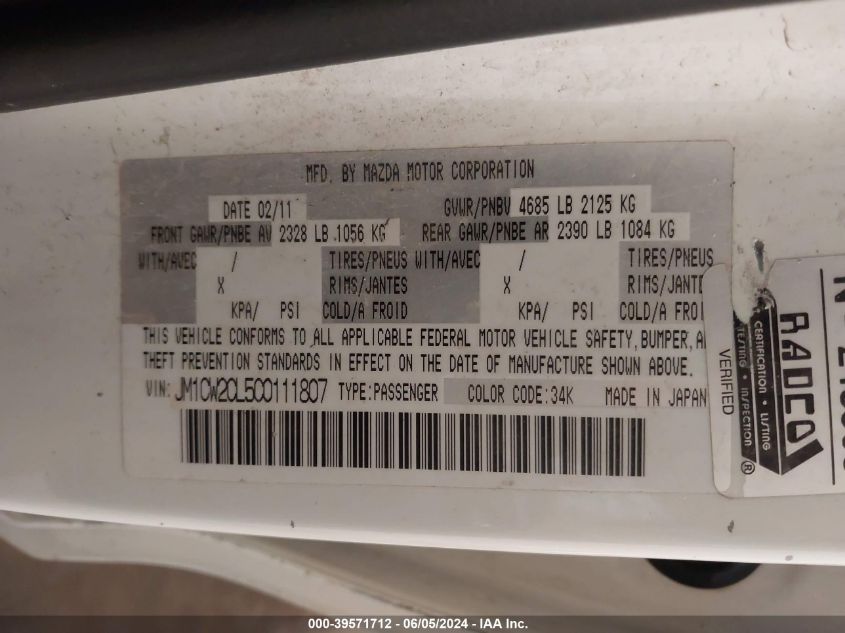 MFD. BY MAZDA MOTOR CORPORATION
DATE 02/11 GVWR/PNBV 4685 LB 2125 KG
FRONT GAWR/PNBE AV 2328 LB 1056 KG REAR GAWR/PNBE AR 2390 LB 1084 KG
WITH/AVEC / TIRES/PNEUS WITH/AVEC / TIRES/PNEUS
X RIMS/JANTES X RIMS/JANTE
KPA/ PSI COLD/A FROID KPA/ PSI COLD/A FROI
THIS VEHICLE CONFORMS TO ALL APPLICABLE FEDERAL MOTOR VEHICLE SAFETY, BUMPER, A
THEFT PREVENTION STANDARDS IN EFFECT ON THE DATE OF MANUFACTURE SHOWN ABOVE.
VIN: JM1CW2CL5C0111807 TYPE:PASSENGER COLOR CODE:34K MADE IN JAPAN
VERIFIED
TESTING • INSPECTION
CERTIFICATION • LISTING
®
RADCO
000-39571712 - 06/05/2024 - IAA Inc.